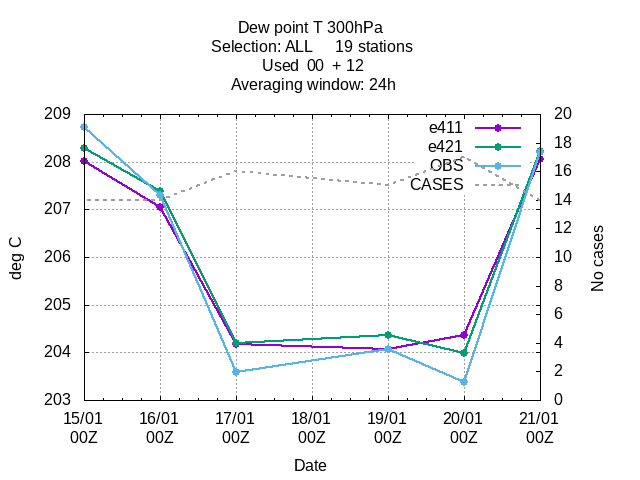 Dew point T 300hPa
Selection: ALL     19 stations
Used  00  + 12
Averaging window: 24h
209
208
207
206
205
204
203
deg C
20
18
16
14
12
10
8
6
4
2
0
No cases
e411
e421
OBS
CASES
15/01 16/01 17/01 18/01 19/01 20/01 21/01
00Z 00Z 00Z 00Z 00Z 00Z 00Z
Date